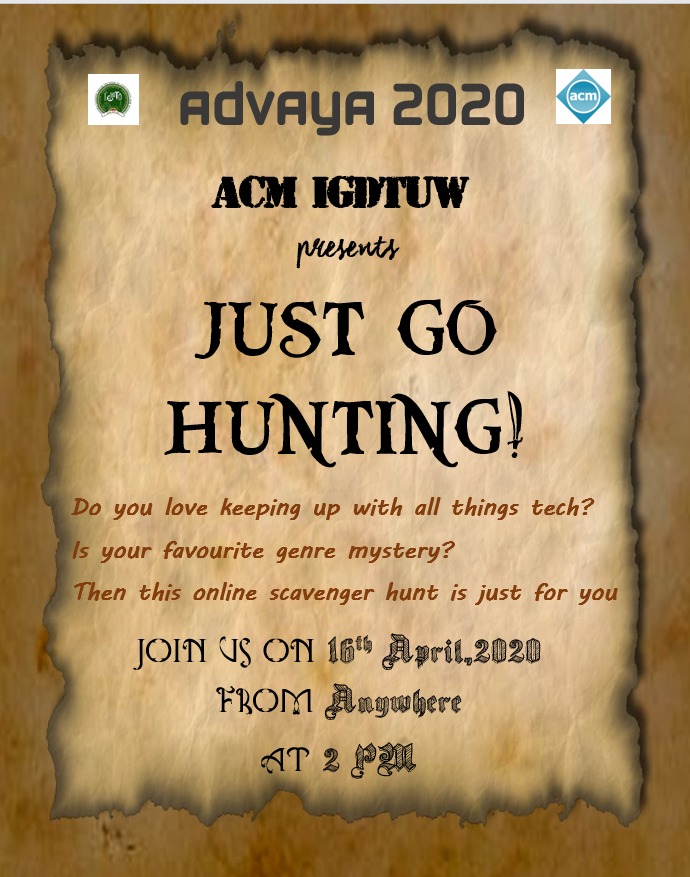 advaya 2020
acm
ACM IGDTUW
presents
JUST GO
HUNTING!
Do you love keeping up with all things tech?
Is your favourite genre mystery?
Then this online scavenger hunt is just for you
JOIN US ON 16th April,2020
FROM Anywhere
AT 2 PM